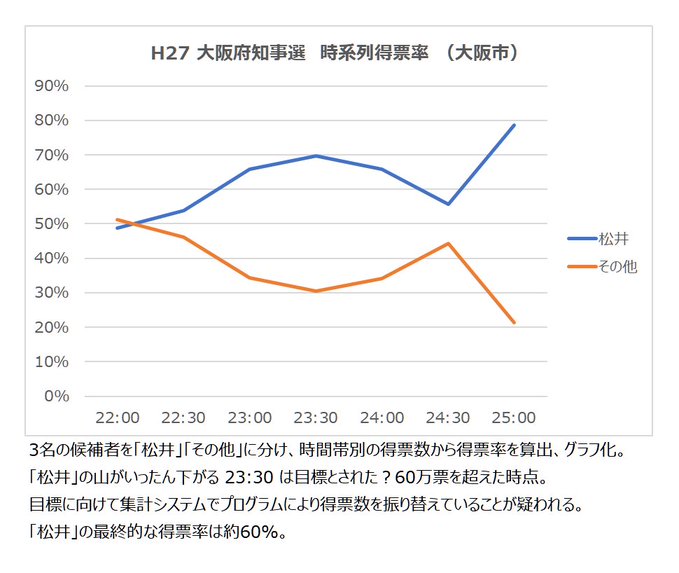 H27 大阪府知事選 時系列得票率 （大阪市）
90%
80%
70%
60%
50%
40%
30%
20%
10%
0%
松井
その他
22:00 22:30 23:00 23:30 24:00 24:30 25:00
3名の候補者を「松井」「その他」に分け、時間帯別の得票数から得票率を算出、グラフ化。
「松井」の山がいったん下がる 23:30 は目標とされた？60万票を超えた時点。
目標に向けて集計システムでプログラムにより得票数を振り替えていることが疑われる。
「松井」の最終的な得票率は約60%。